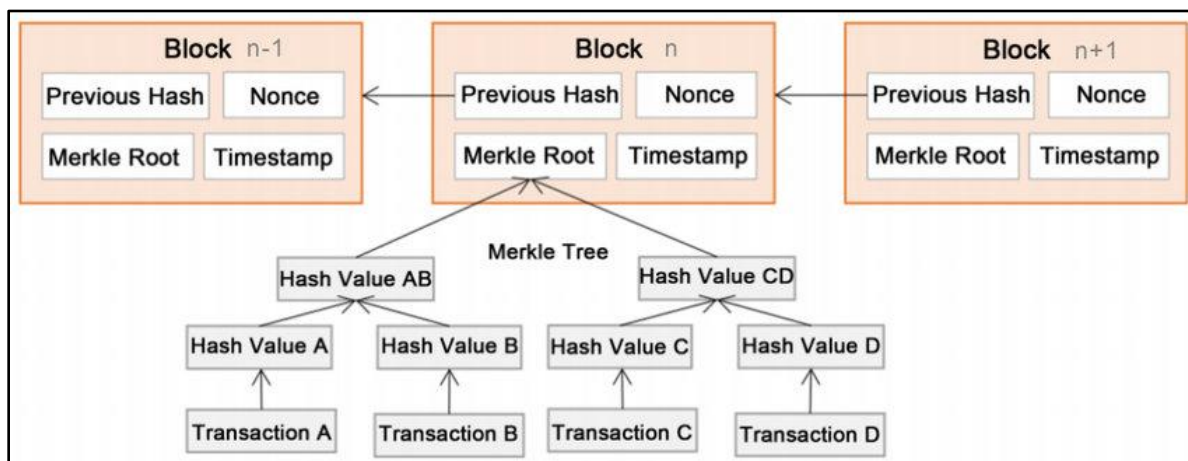 Block n-1
Block n
Block n+1
Previous Hash
Nonce
Previous Hash
Nonce
Previous Hash
Nonce
Merkle Root
Timestamp
Merkle Root
Timestamp
Merkle Root
Timestamp
Merkle Tree
Hash Value AB
Hash Value CD
Hash Value A
Hash Value B
Hash Value C
Hash Value D
Transaction A
Transaction B
Transaction C
Transaction D